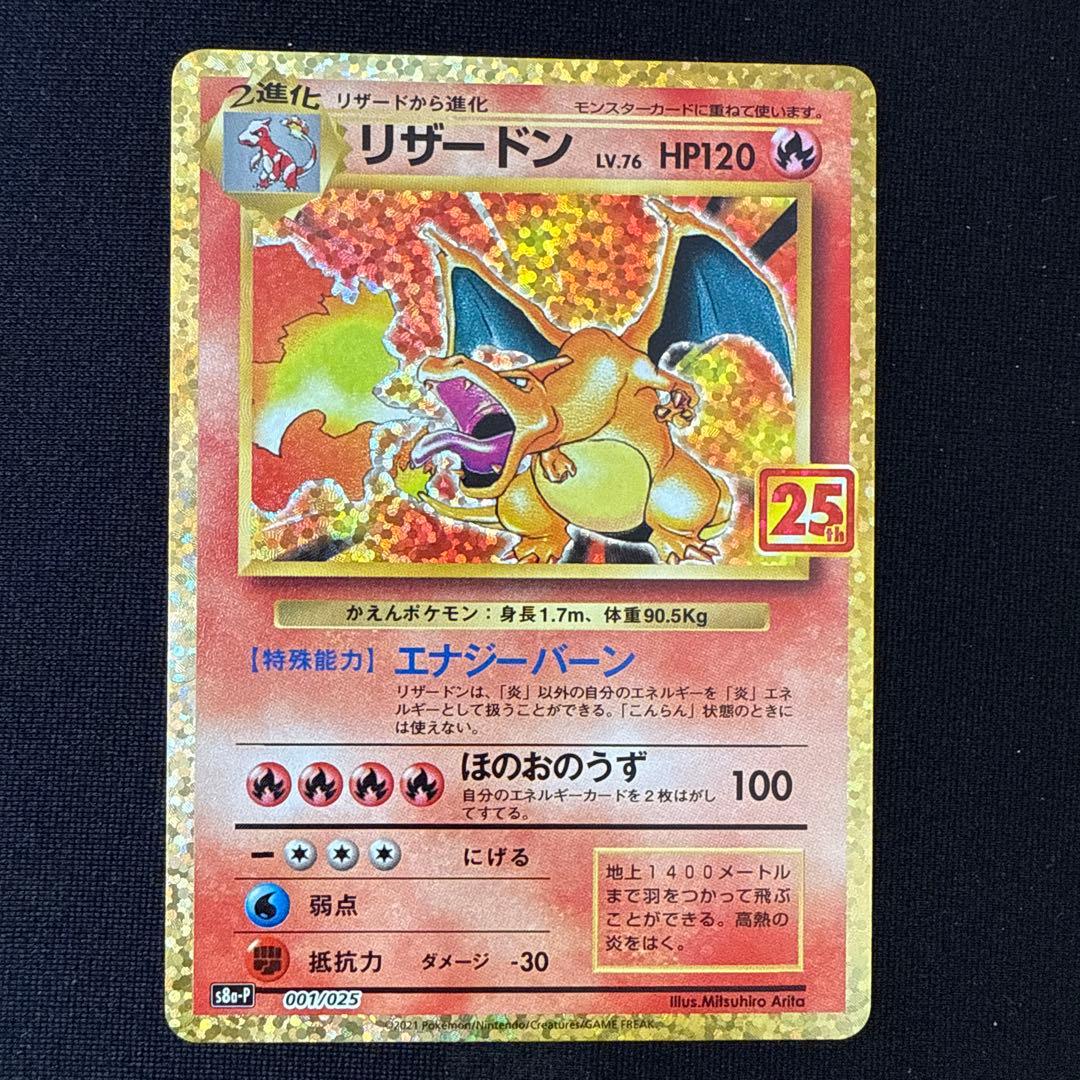 2進化 リザードから進化 モンスターカードに重ねて使います。
リザードン LV.76 HP120
25th
かえんポケモン：身長1.7m、体重90.5Kg
【特殊能力】エナジーバーン
リザードンは、「炎」以外の自分のエネルギーを「炎」エネ
ルギーとして扱うことができる。「こんらん」状態のときに
は使えない。
ほのおのうず 100
自分のエネルギーカードを2枚はがし
てすてる。
ー にげる
弱点
抵抗力 ダメージ -30
地上1400メートル
まで羽をつかって飛ぶ
ことができる。高熱の
炎をはく。
s8a-P 001/025 Illus.Mitsuhiro Arita
©2021 Pokémon/Nintendo/Creatures/GAME FREAK.